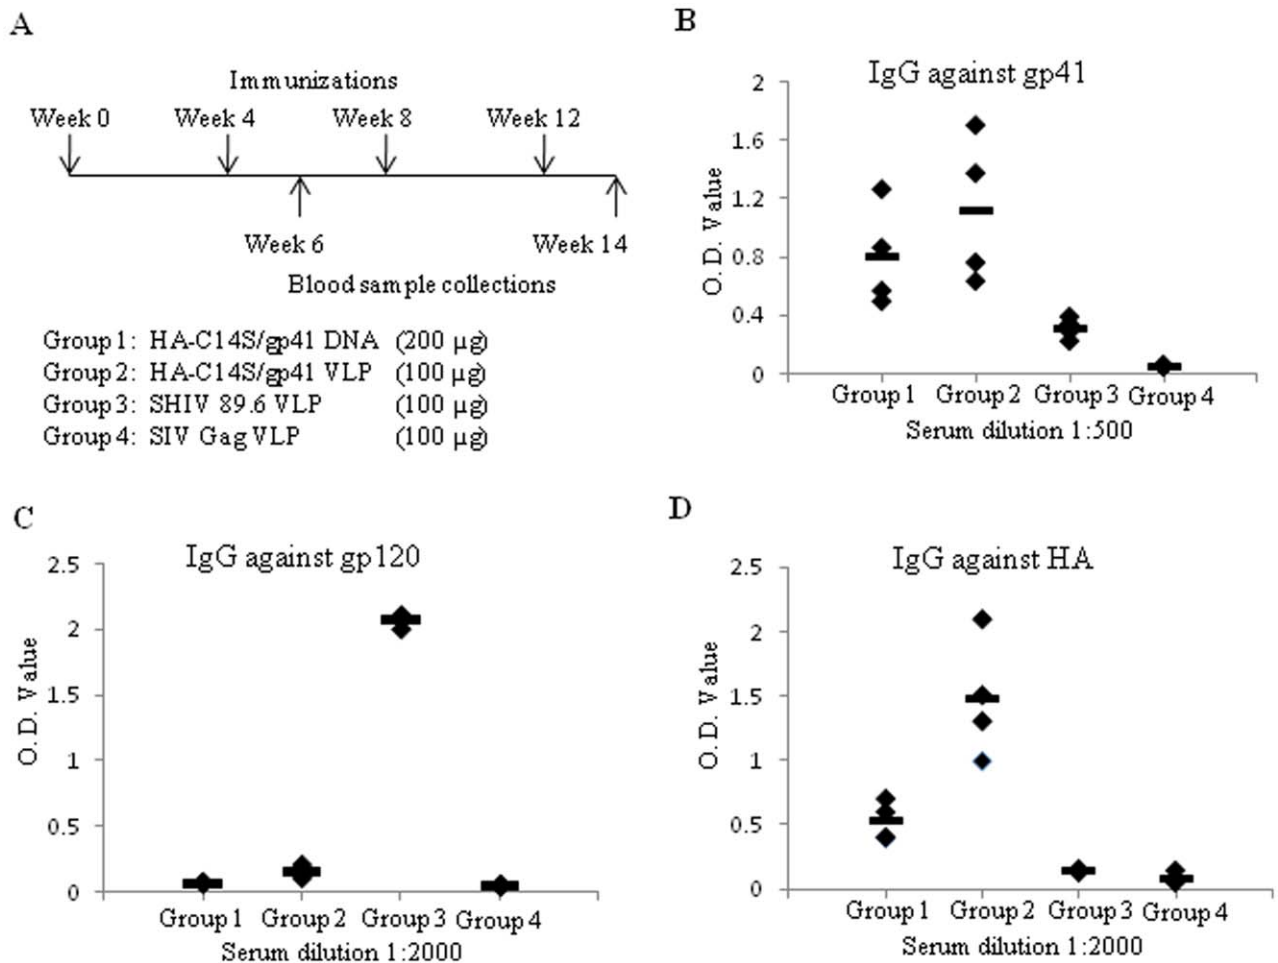 A
Immunizations
Week 0 Week 4 Week 8 Week 12
Week 6 Week 14
Blood sample collections
Group 1: HA-C14S/gp41 DNA (200 µg)
Group 2: HA-C14S/gp41 VLP (100 µg)
Group 3: SHIV 89.6 VLP (100 µg)
Group 4: SIV Gag VLP (100 µg)
B
IgG against gp41
O.D. Value
2
1.6
1.2
0.8
0.4
0
Group 1 Group 2 Group 3 Group 4
Serum dilution 1:500
C
IgG against gp120
O.D. Value
2.5
2
1.5
1
0.5
0
Group 1 Group 2 Group 3 Group 4
Serum dilution 1:2000
D
IgG against HA
O.D. Value
2.5
2
1.5
1
0.5
0
Group 1 Group 2 Group 3 Group 4
Serum dilution 1:2000